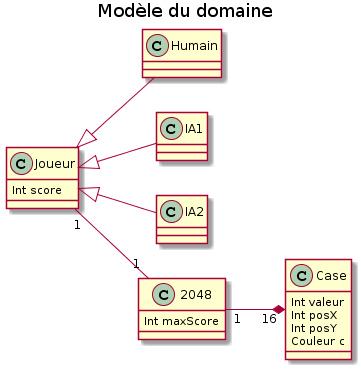 Modèle du domaine
C Humain
C IA1
C Joueur
Int score
C IA2
1
1
C 2048
Int maxScore
1
16
C Case
Int valeur
Int posX
Int posY
Couleur c